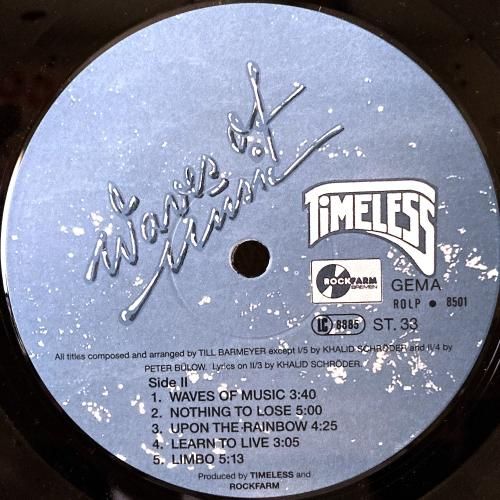 Waves of
Music
TIMELESS
ROCKFARM
BREMEN
GEMA
ROLP • 8501
LC 8885 ST. 33
All titles composed and arranged by TILL BARMEYER except I/5 by KHALID SCHRÖDER and II/4 by
PETER BÜLOW. Lyrics on II/3 by KHALID SCHRÖDER.
Side II
1. WAVES OF MUSIC 3:40
2. NOTHING TO LOSE 5:00
3. UPON THE RAINBOW 4:25
4. LEARN TO LIVE 3:05
5. LIMBO 5:13
Produced by TIMELESS and
ROCKFARM